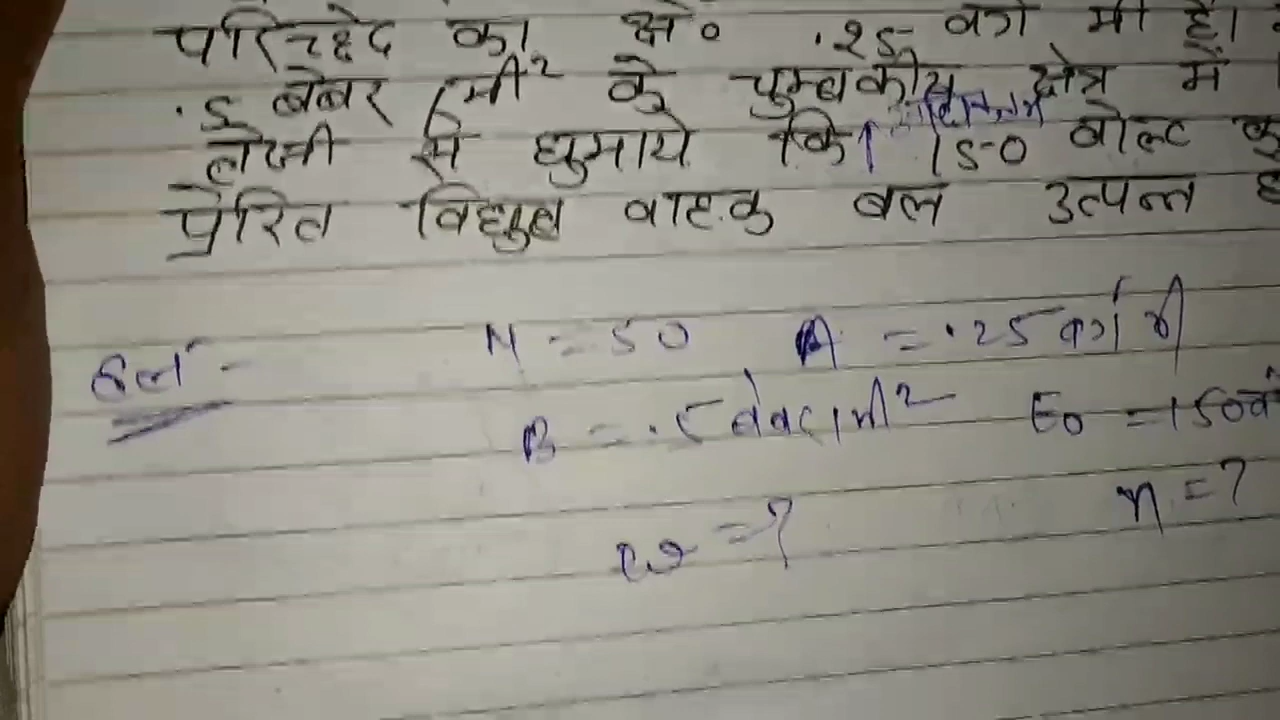 परिच्छेद का क्षे० .25 वर्ग मी है।
.5 बेबर /मी² के चुम्बकीय क्षेत्र में
तेजी से घुमाये कि 150 वोल्ट
प्रेरित विद्युत वाहक बल उत्पन्न
हल - N = 50 A = .25 वर्ग मी
B = .5 वेबर/मी² E₀ = 150
ω = ? n = ?